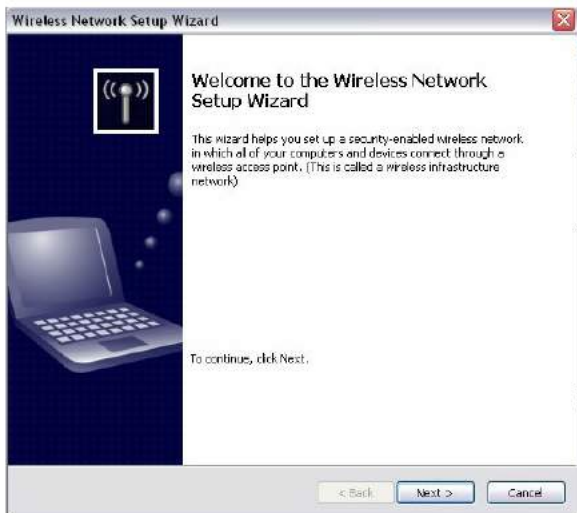 Wireless Network Setup Wizard
Welcome to the Wireless Network
Setup Wizard
This wizard helps you set up a security-enabled wireless network
in which all of your computers and devices connect through a
wireless access point. (This is called a wireless infrastructure
network)
To continue, click Next.
< Back
Next >
Cancel